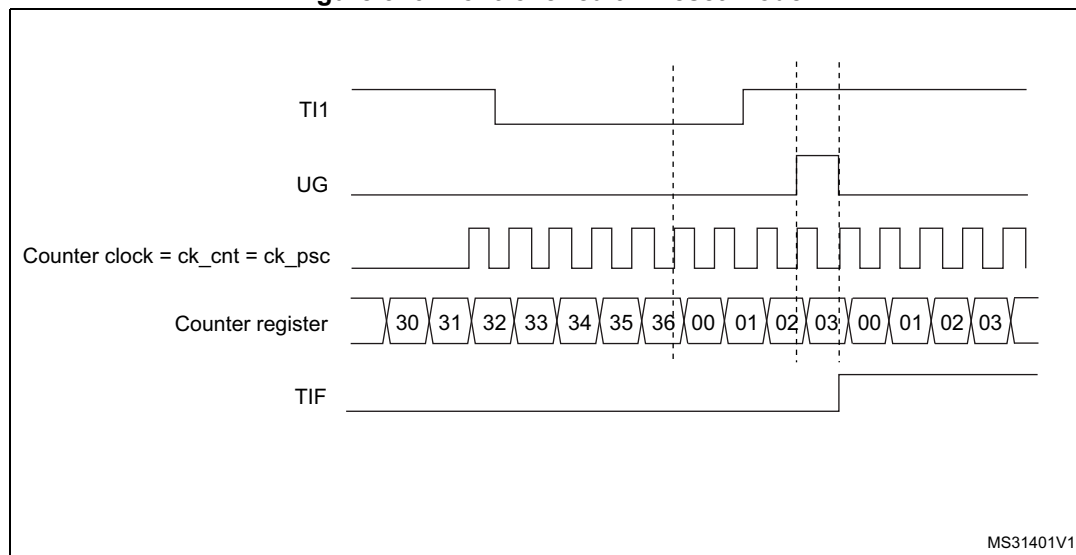 TI1
UG
Counter clock = ck_cnt = ck_psc
Counter register 30 31 32 33 34 35 36 00 01 02 03 00 01 02 03
TIF
MS31401V1